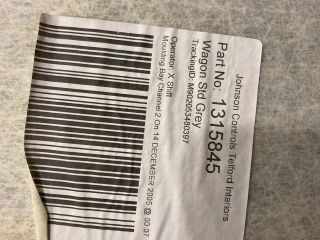 Johnson Controls Telford Interiors
Part No: 1315845
Wagon Std Grey
TrackingID: M902053480397
Operator: X Shift
Moulding Bay Channel 2 On 14 DECEMBER 2005 @ 00:07